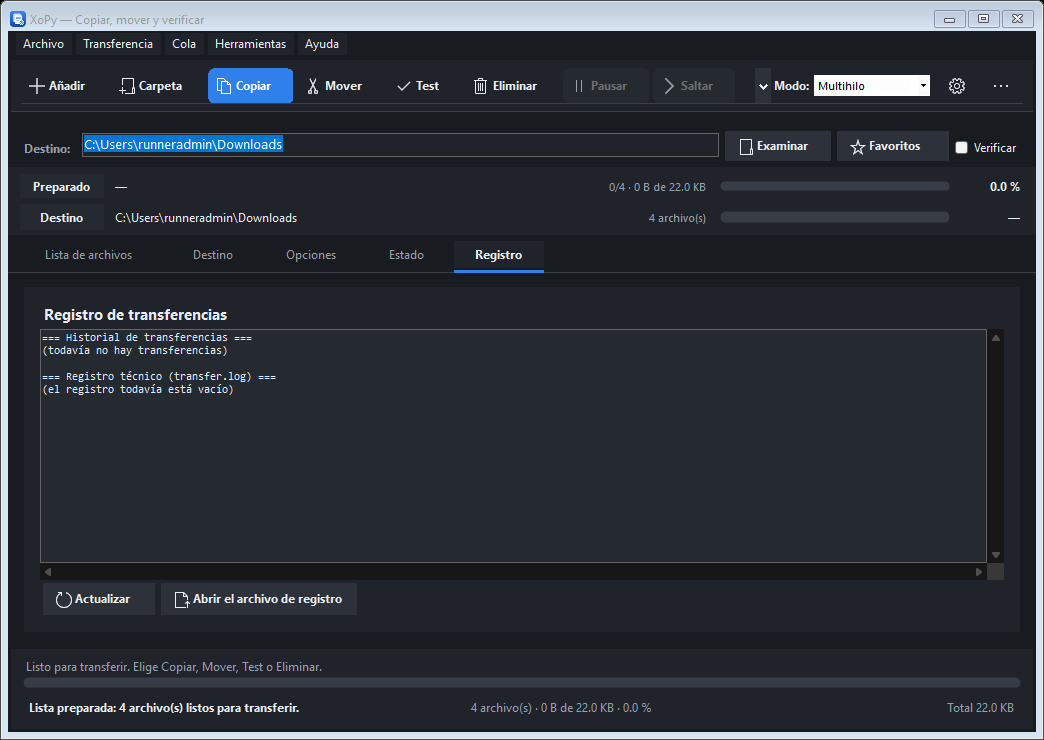 XoPy — Copiar, mover y verificar
Archivo Transferencia Cola Herramientas Ayuda
Añadir Carpeta Copiar Mover Test Eliminar Pausar Saltar Modo: Multihilo ...
Destino: C:\Users\runneradmin\Downloads Examinar Favoritos Verificar
Preparado — 0/4 · 0 B de 22.0 KB 0.0 %
Destino C:\Users\runneradmin\Downloads 4 archivo(s) —
Lista de archivos Destino Opciones Estado Registro
Registro de transferencias
=== Historial de transferencias ===
(todavía no hay transferencias)
=== Registro técnico (transfer.log) ===
(el registro todavía está vacío)
Actualizar Abrir el archivo de registro
Listo para transferir. Elige Copiar, Mover, Test o Eliminar.
Lista preparada: 4 archivo(s) listos para transferir. 4 archivo(s) · 0 B de 22.0 KB · 0.0 % Total 22.0 KB